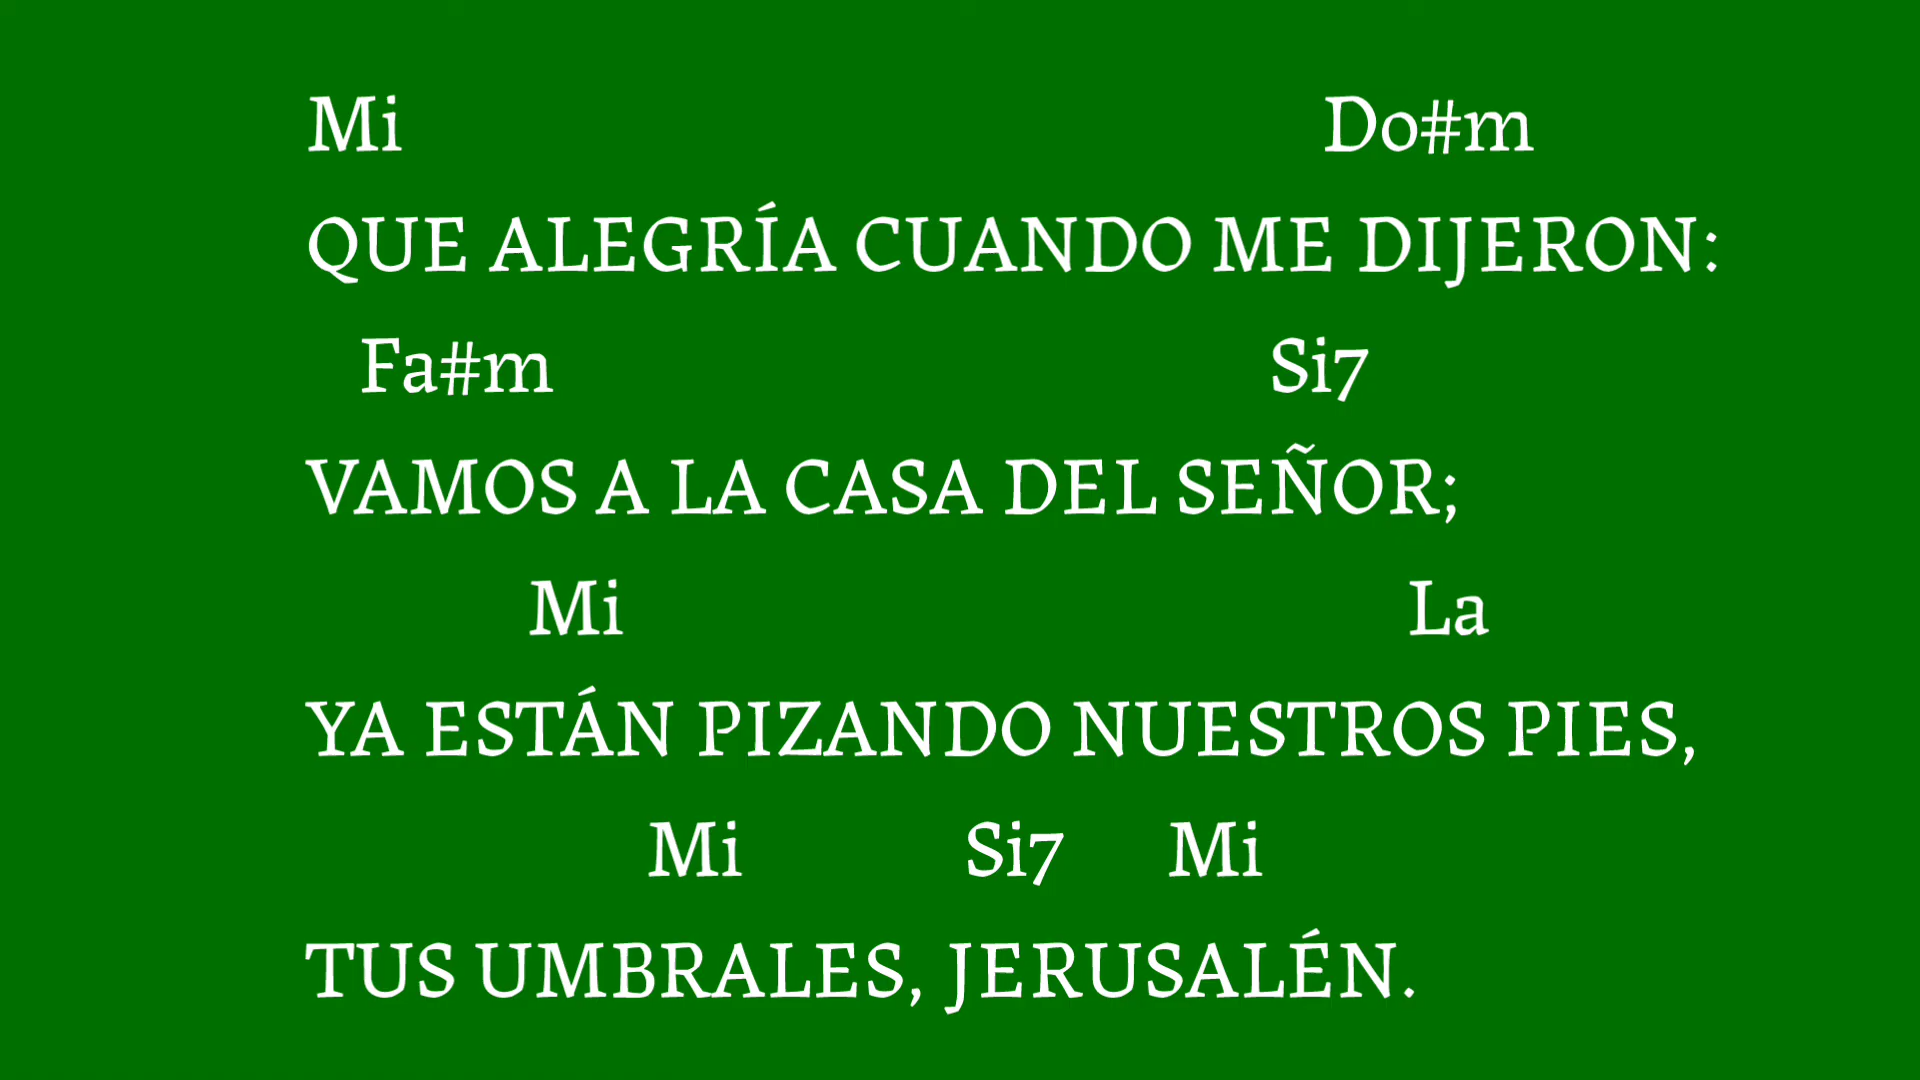 Mi Do#m
QUE ALEGRÍA CUANDO ME DIJERON:
Fa#m Si7
VAMOS A LA CASA DEL SEÑOR;
Mi La
YA ESTÁN PIZANDO NUESTROS PIES,
Mi Si7 Mi
TUS UMBRALES, JERUSALÉN.